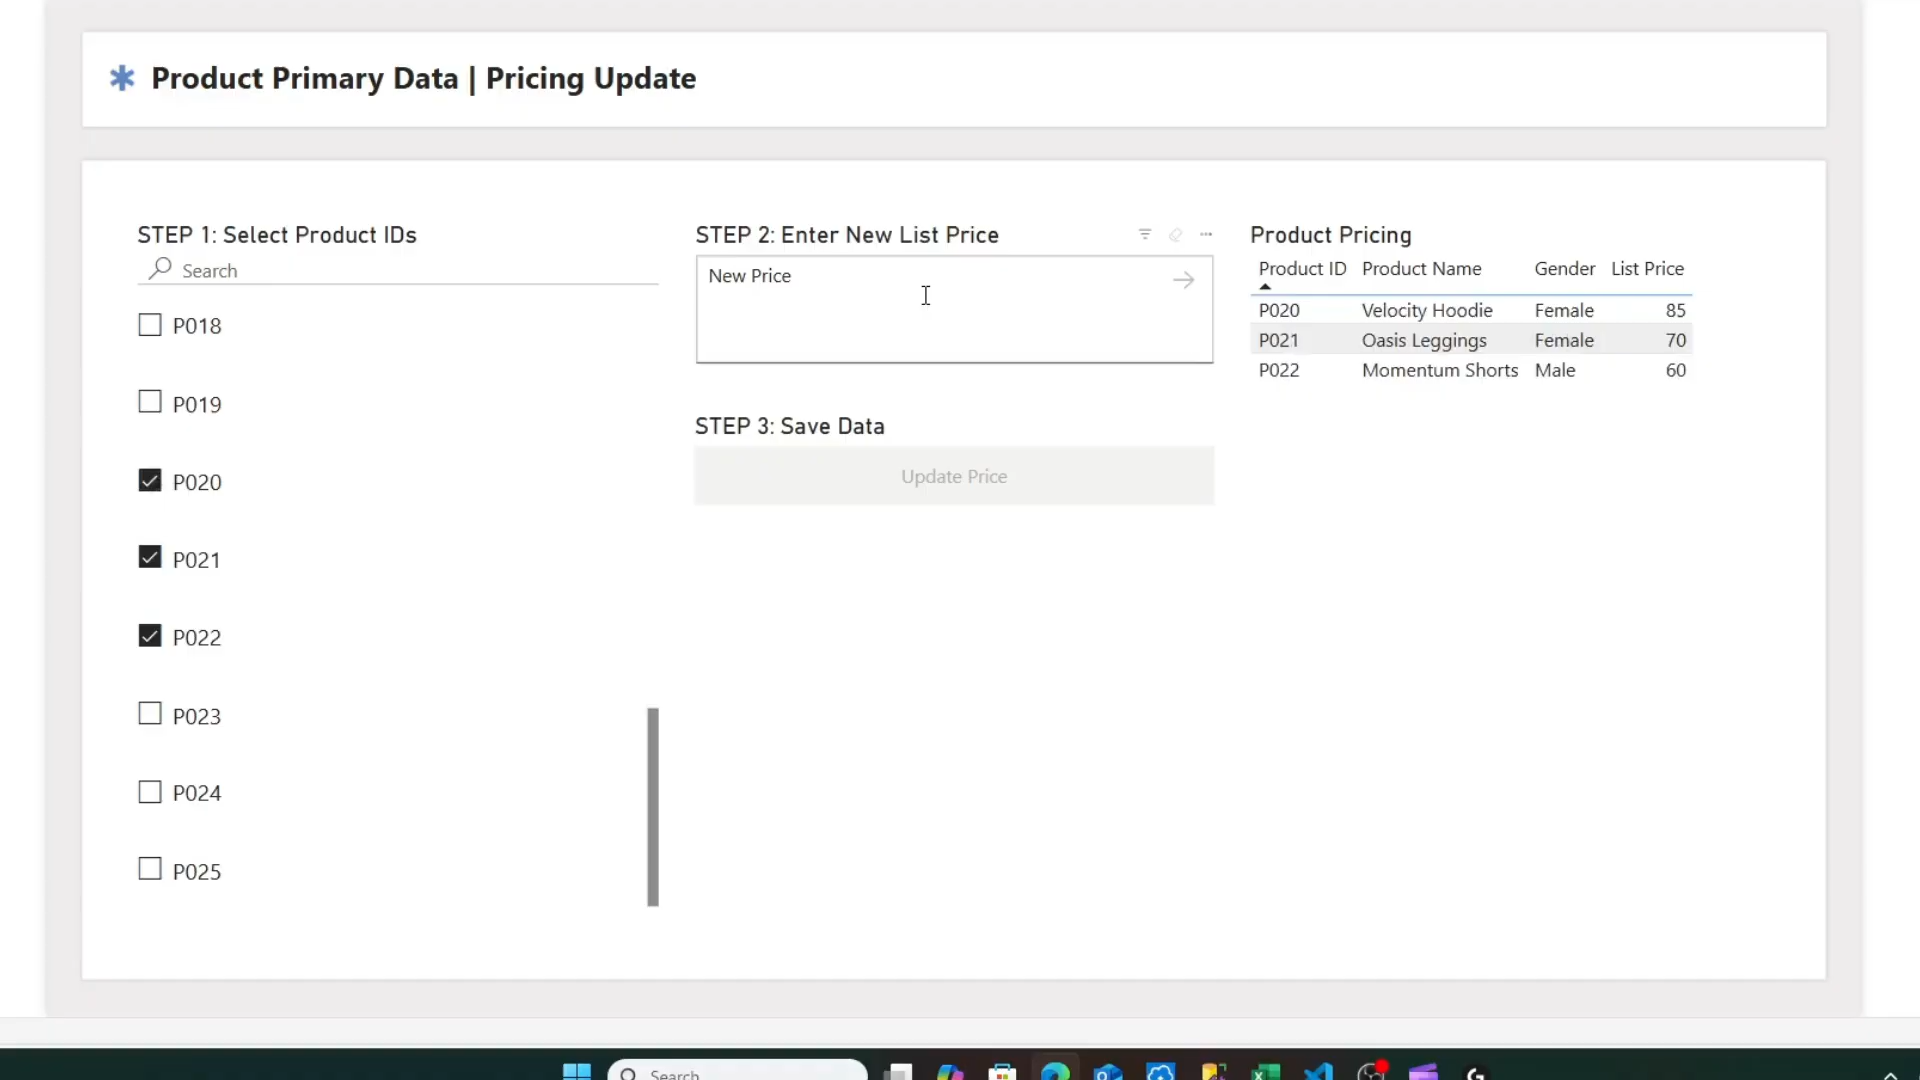 Product Primary Data | Pricing Update
STEP 1: Select Product IDs
Search
P018
P019
P020
P021
P022
P023
P024
P025
STEP 2: Enter New List Price
New Price
STEP 3: Save Data
Update Price
Product Pricing
Product ID Product Name Gender List Price
P020 Velocity Hoodie Female 85
P021 Oasis Leggings Female 70
P022 Momentum Shorts Male 60
Search